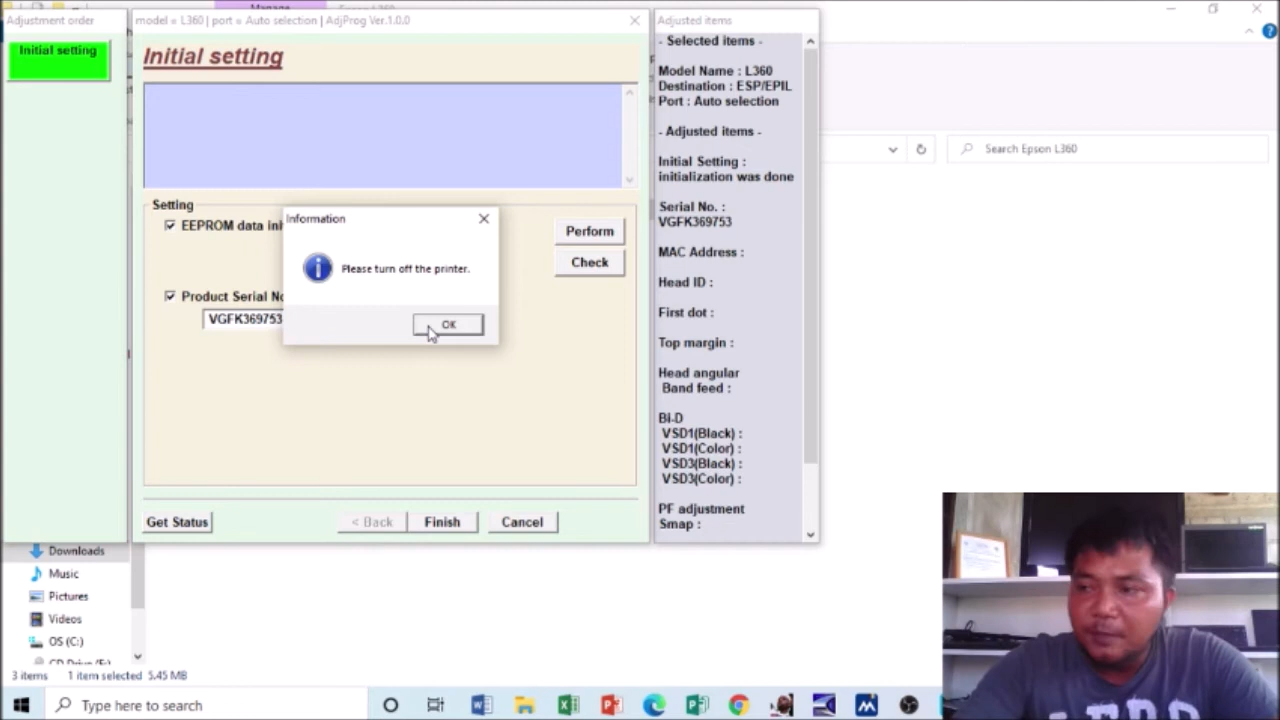 Adjustment order
Initial setting
model = L360 | port = Auto selection | AdjProg Ver.1.0.0
Initial setting
Setting
EEPROM data ini
Perform
Check
Product Serial No
VGFK369753
Information
Please turn off the printer.
OK
Get Status
< Back
Finish
Cancel
Adjusted items
- Selected items -
Model Name : L360
Destination : ESP/EPIL
Port : Auto selection
- Adjusted items -
Initial Setting :
initialization was done
Serial No. :
VGFK369753
MAC Address :
Head ID :
First dot :
Top margin :
Head angular
Band feed :
Bi-D
VSD1(Black) :
VSD1(Color) :
VSD3(Black) :
VSD3(Color) :
PF adjustment
Smap :
Search Epson L360
Downloads
Music
Pictures
Videos
OS (C:)
3 items
1 item selected 5.45 MB
Type here to search